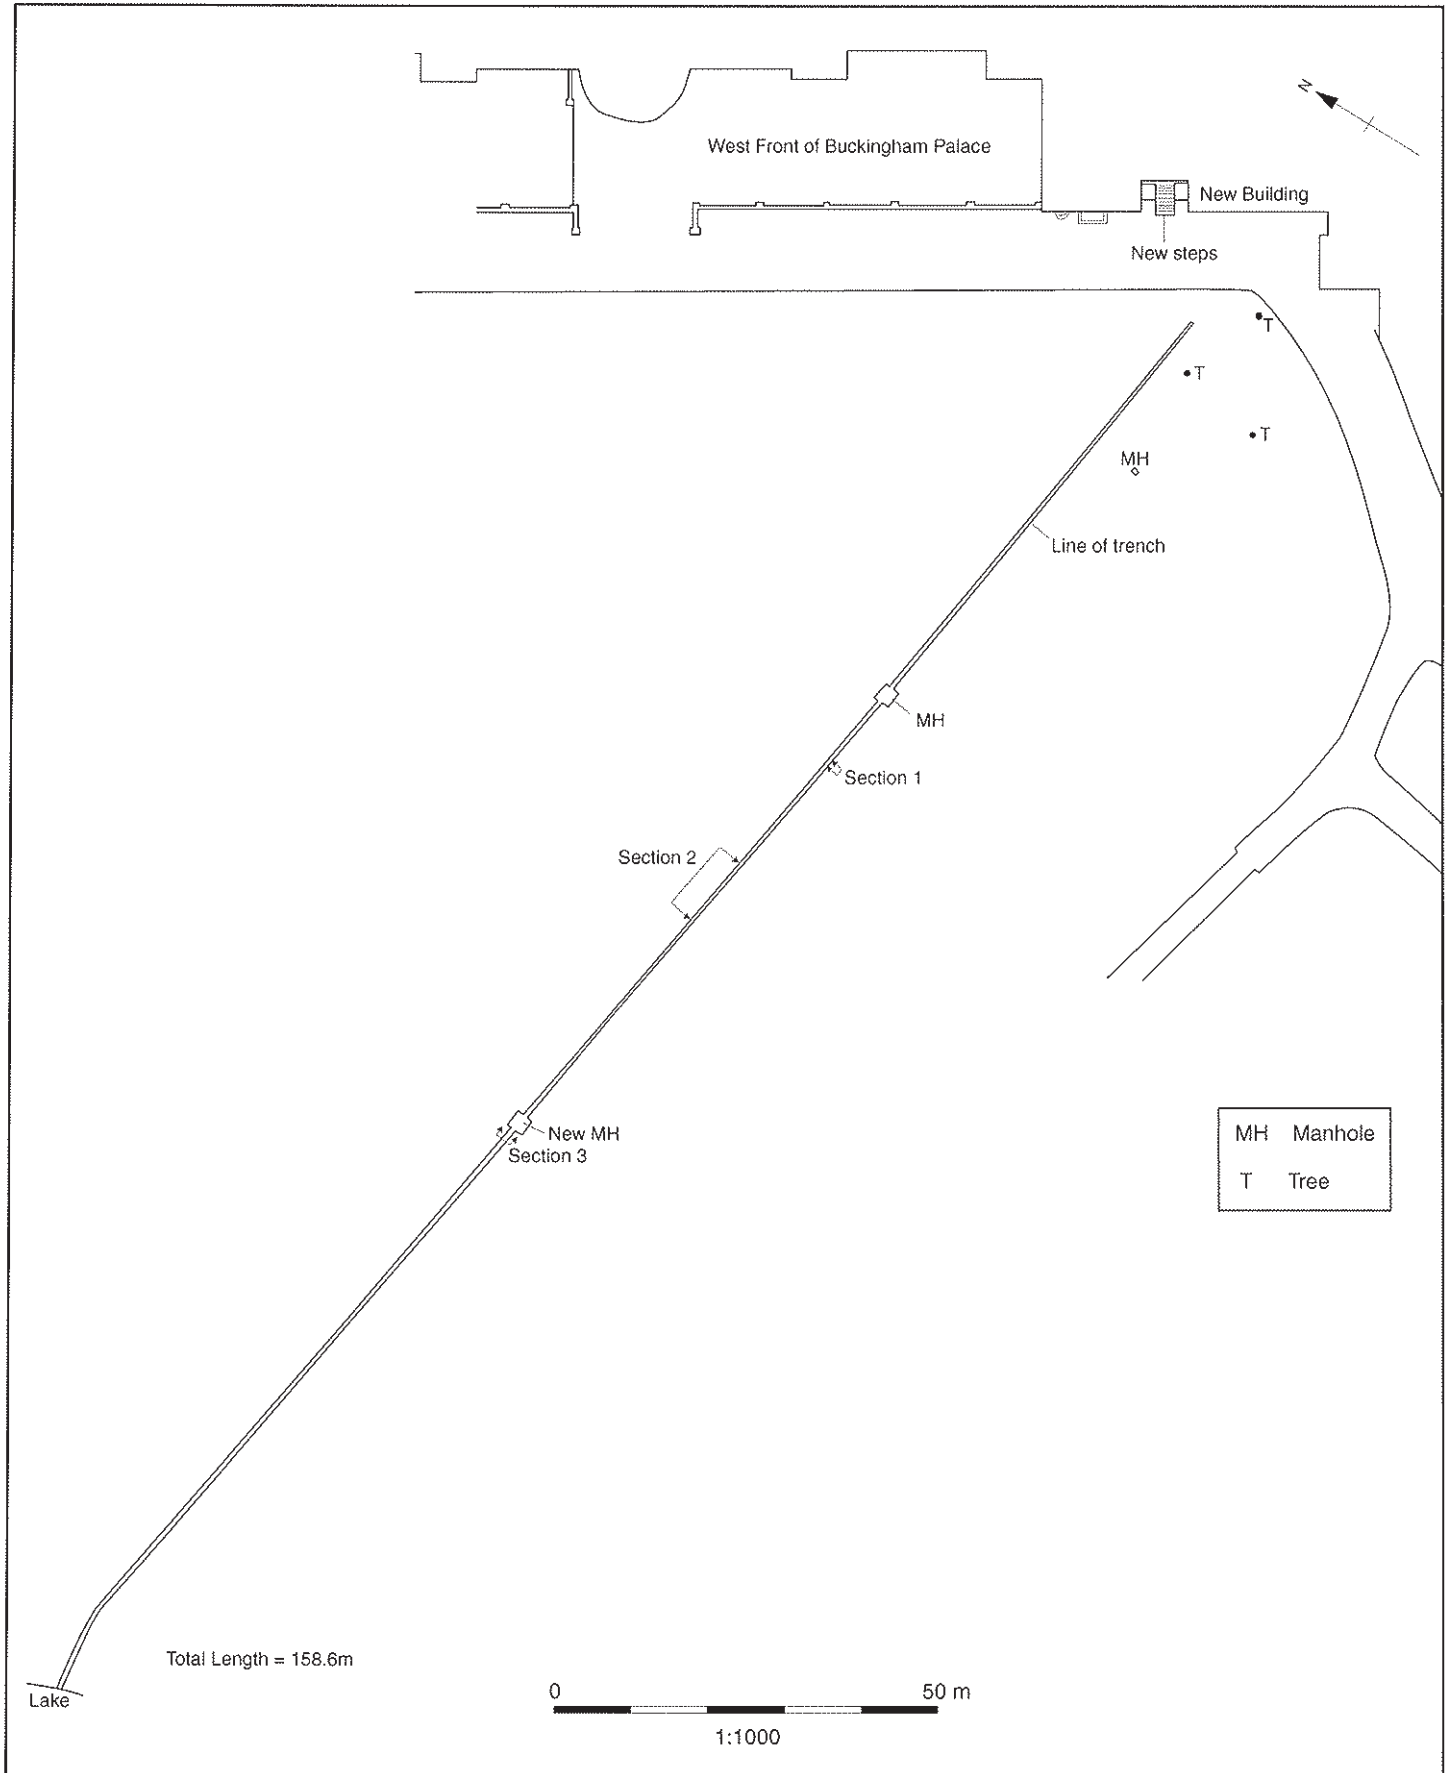 N
West Front of Buckingham Palace
New Building
New steps
T
T
T
MH
Line of trench
MH
Section 1
Section 2
New MH
Section 3
MH Manhole
T Tree
Total Length = 158.6m
Lake
0 50 m
1:1000